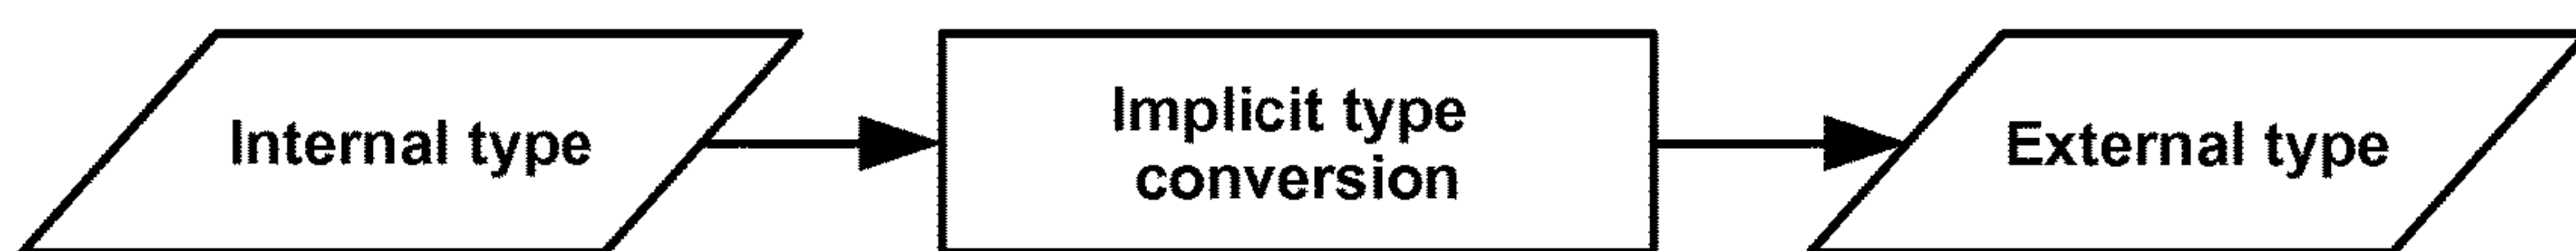 Internal type
Implicit type
conversion
External type